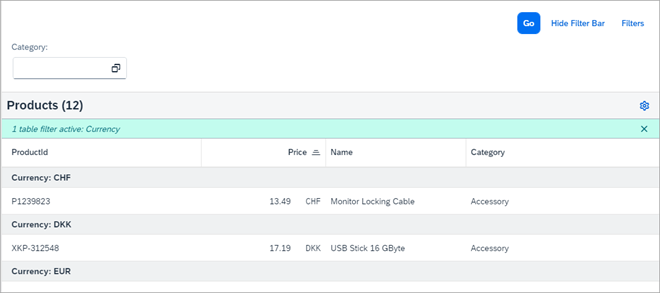 Go Hide Filter Bar Filters
Category:
Products (12)
1 table filter active: Currency
ProductId Price Name Category
Currency: CHF
P1239823 13.49 CHF Monitor Locking Cable Accessory
Currency: DKK
XKP-312548 17.19 DKK USB Stick 16 GByte Accessory
Currency: EUR